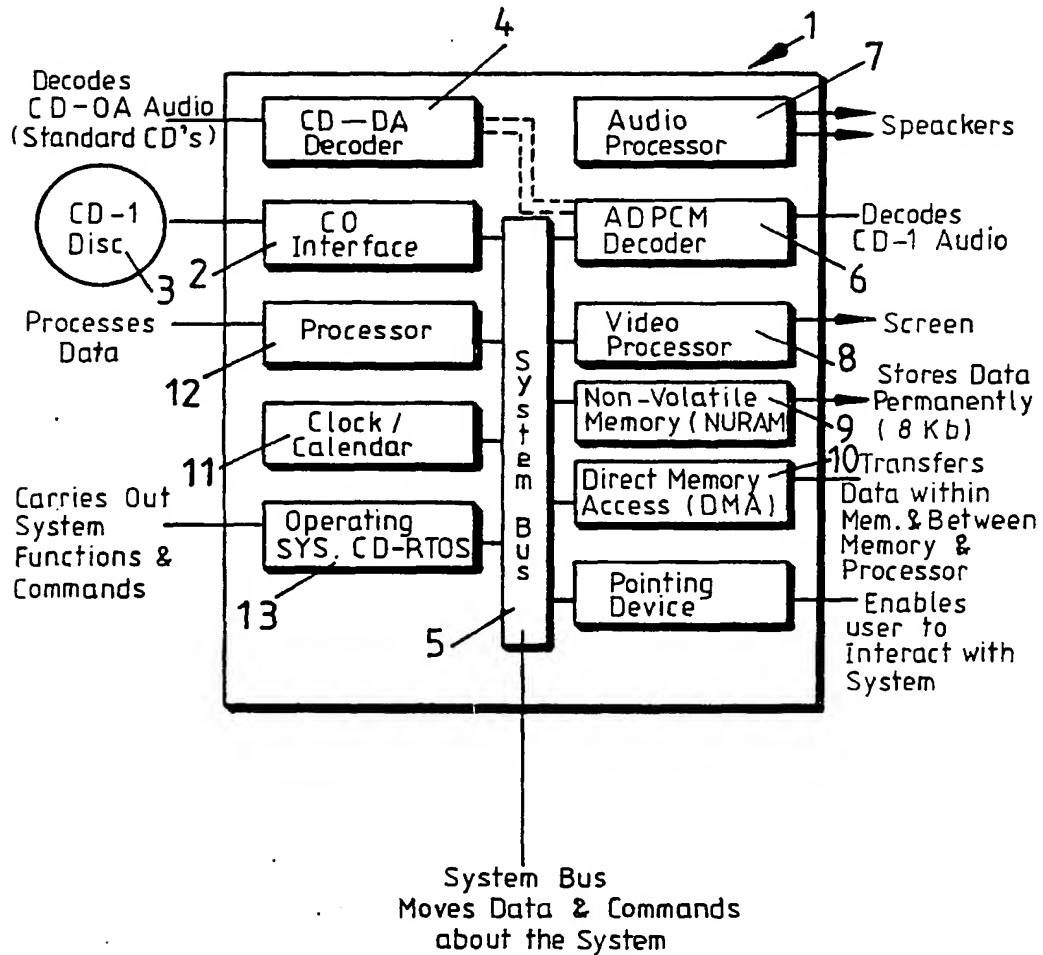 1
4
7
Decodes
CD-OA Audio
(Standard CD's)
CD—DA
Decoder
Audio
Processor
Speackers
CD-1
Disc
3
CO
Interface
2
ADPCM
Decoder
6
Decodes
CD-1 Audio
Processes
Data
Processor
12
Video
Processor
8
Screen
Clock /
Calendar
11
Non-Volatile
Memory (NURAM
9
Stores Data
Permanently
(8 Kb)
Carries Out
System
Functions &
Commands
Operating
SYS. CD-RTOS
13
Direct Memory
Access (DMA)
10
Transfers
Data within
Mem. & Between
Memory &
Processor
Pointing
Device
Enables
user to
Interact with
System
System Bus
5
System Bus
Moves Data & Commands
about the System